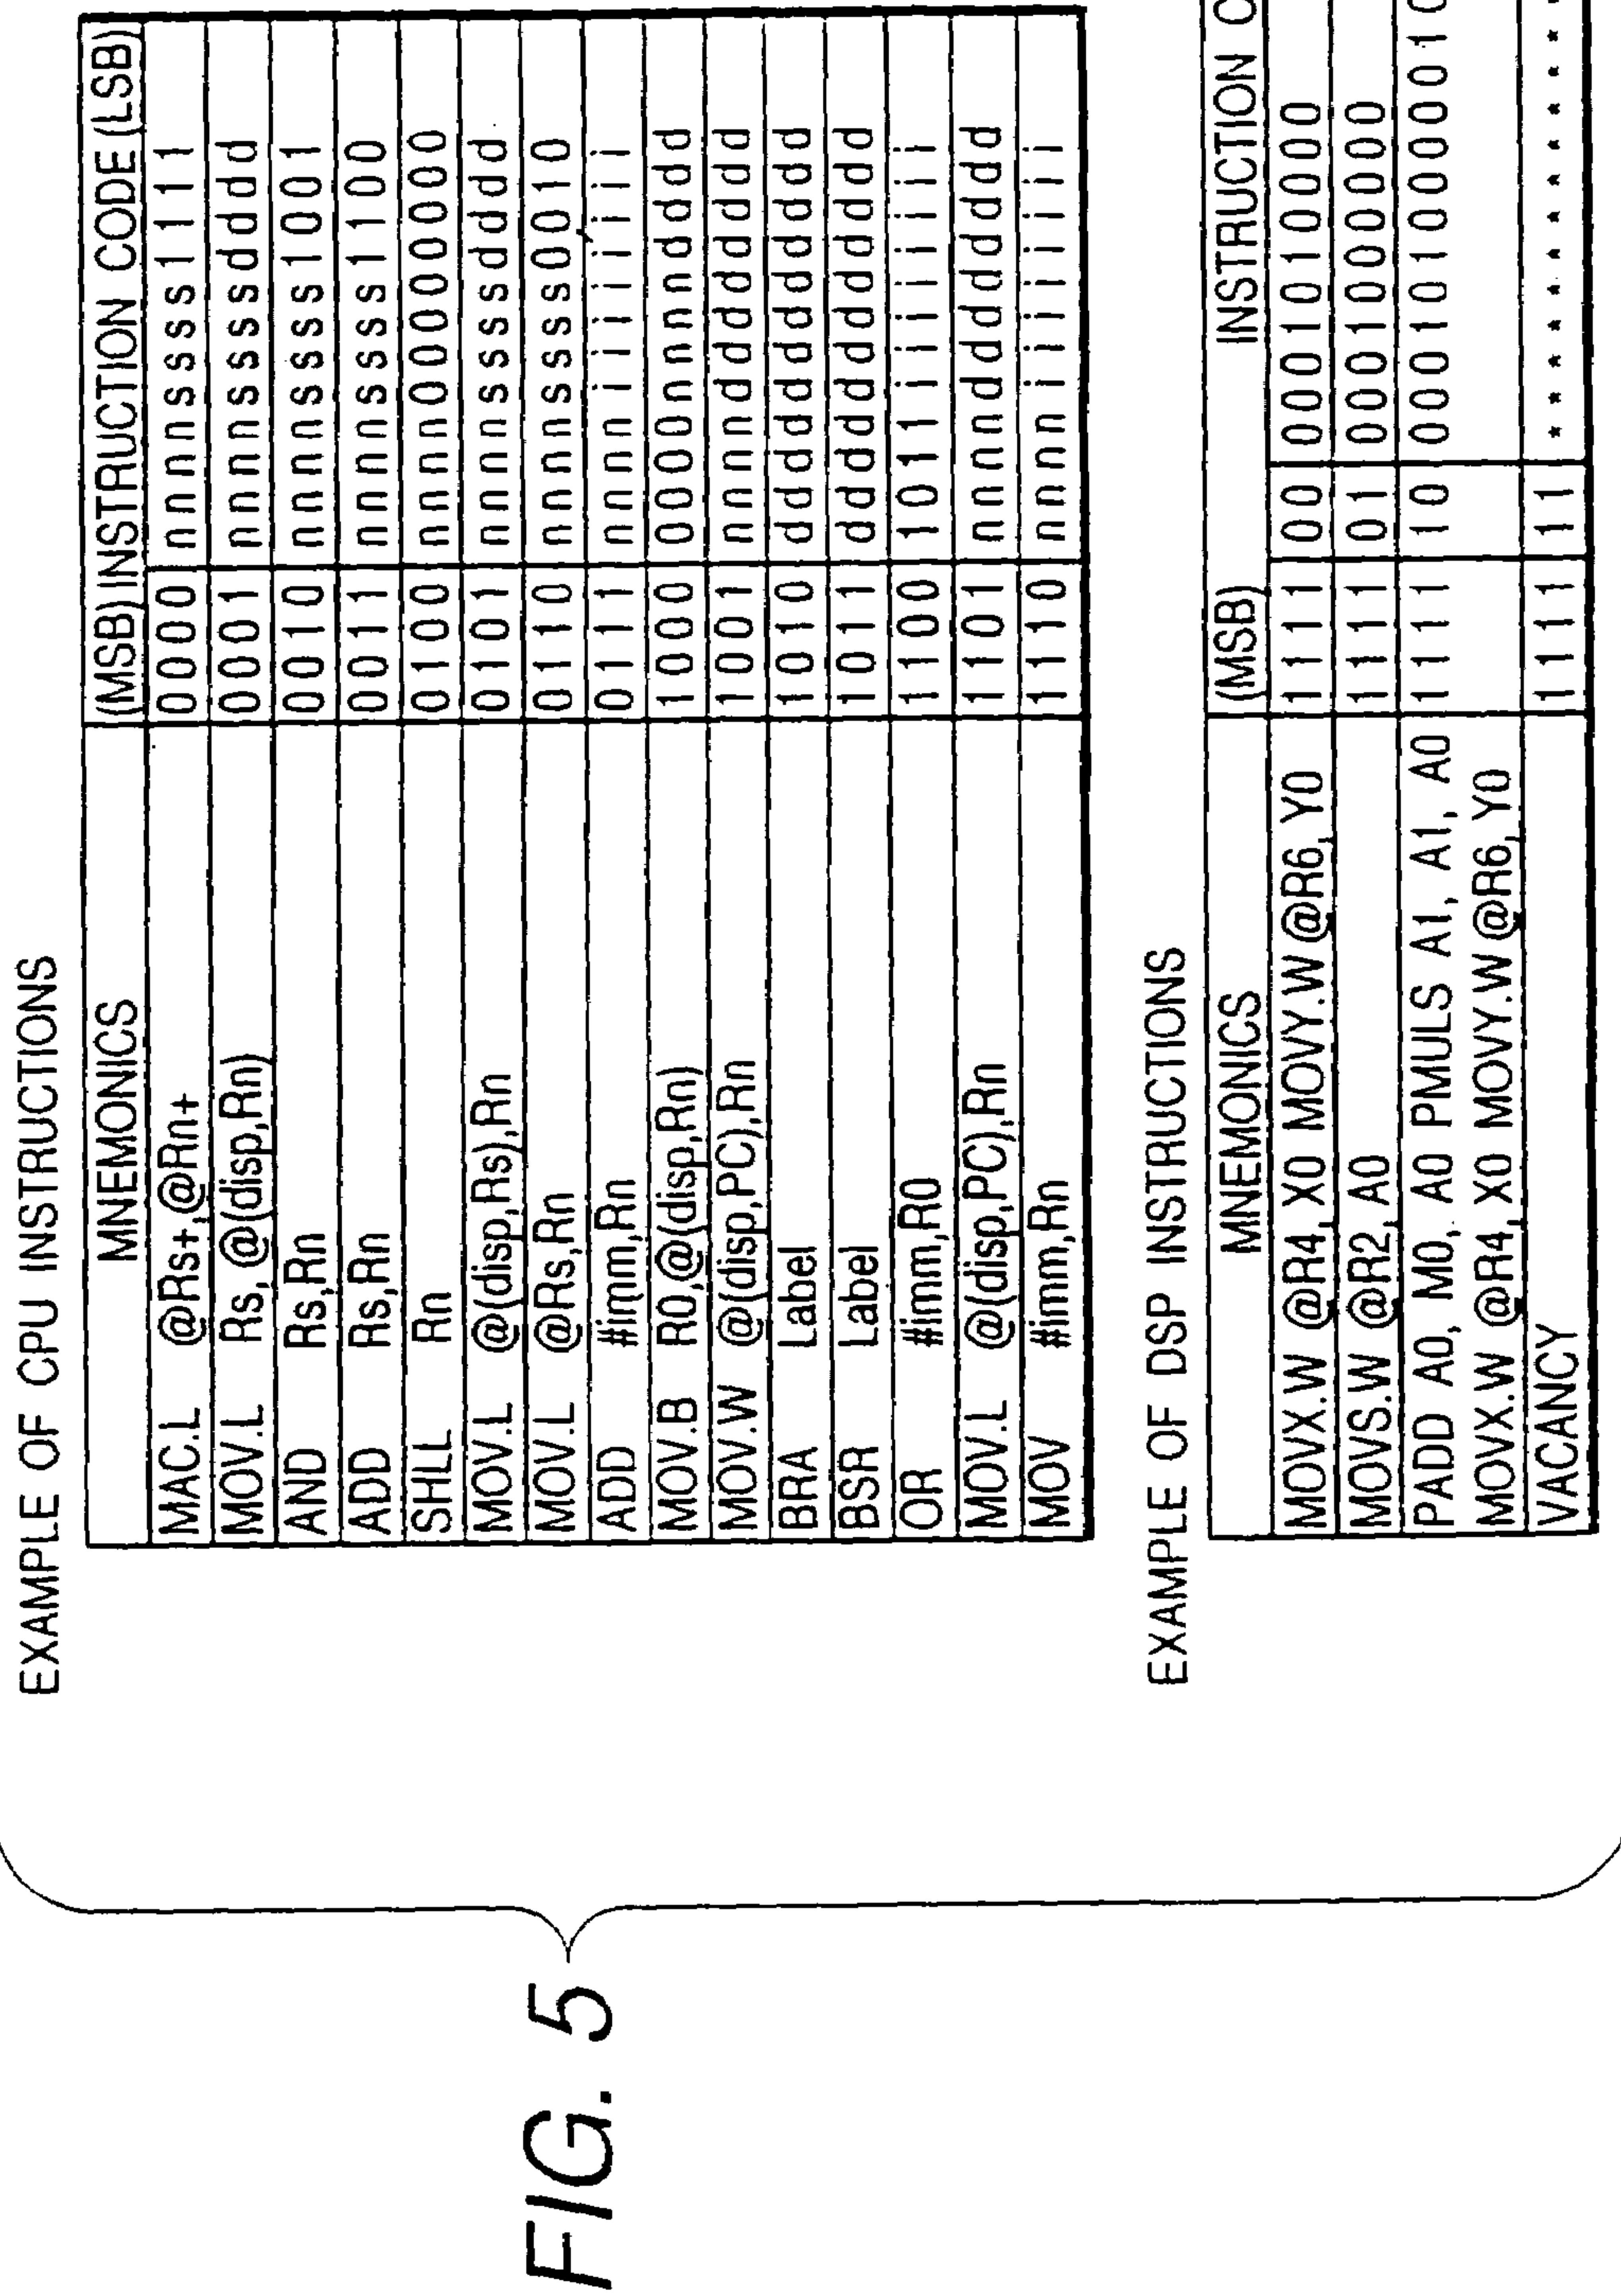 FIG. 5
EXAMPLE OF CPU INSTRUCTIONS
MNEMONICS (MSB) INSTRUCTION CODE (LSB)
MAC.L @Rs+,@Rn+ 0000 nnnnssss1111
MOV.L Rs, @(disp,Rn) 0001 nnnnssssdddd
AND Rs,Rn 0010 nnnnssss1001
ADD Rs,Rn 0011 nnnnssss1100
SHLL Rn 0100 nnnn00000000
MOV.L @(disp,Rs),Rn 0101 nnnnssssdddd
MOV.L @Rs,Rn 0110 nnnnssss0010
ADD #imm,Rn 0111 nnnniiiiiiii
MOV.B R0,@(disp,Rn) 1000 0000nnnndddd
MOV.W @(disp,PC),Rn 1001 nnnndddddddd
BRA Label 1010 dddddddddddd
BSR Label 1011 dddddddddddd
OR #imm,R0 1100 1011iiiiiiii
MOV.L @(disp,PC),Rn 1101 nnnndddddddd
MOV #imm,Rn 1110 nnnniiiiiiii
EXAMPLE OF DSP INSTRUCTIONS
MNEMONICS (MSB) INSTRUCTION
MOVX.W @R4, X0 MOVY.W @R6, Y0 1111 00 0001010000
MOVS.W @R2, A0 1111 01 0001000000
PADD A0, M0, A0 PMULS A1, A1, A0 1111 10 0001010000010
MOVX.W @R4, X0 MOVY.W @R6, Y0
VACANCY 1111 11 *************